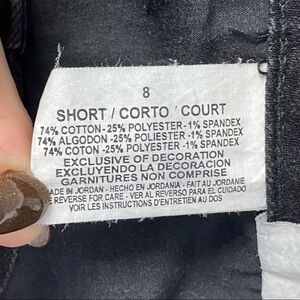 8
SHORT / CORTO / COURT
74% COTTON-25% POLYESTER-1% SPANDEX
74% ALGODON-25% POLIESTER-1% SPANDEX
74% COTON-25% POLYESTER-1% SPANDEX
EXCLUSIVE OF DECORATION
EXCLUYENDO LA DECORACION
GARNITURES NON COMPRISE
MADE IN JORDAN - HECHO EN JORDANIA - FAIT AU JORDANIE
REVERSE FOR CARE - VER AL REVERSO PARA EL CUIDADO
VOIR LES INSTRUCTIONS D'ENTRETIEN AU DOS